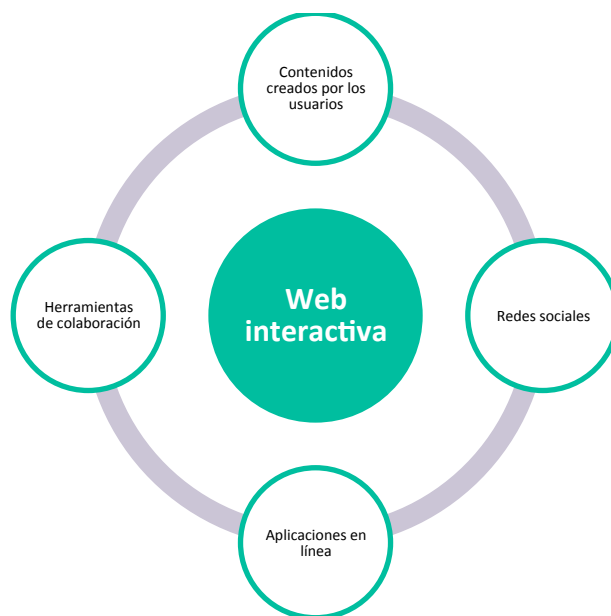 Contenidos
creados por los
usuarios
Web
interactiva
Herramientas
de colaboración
Redes sociales
Aplicaciones en
línea